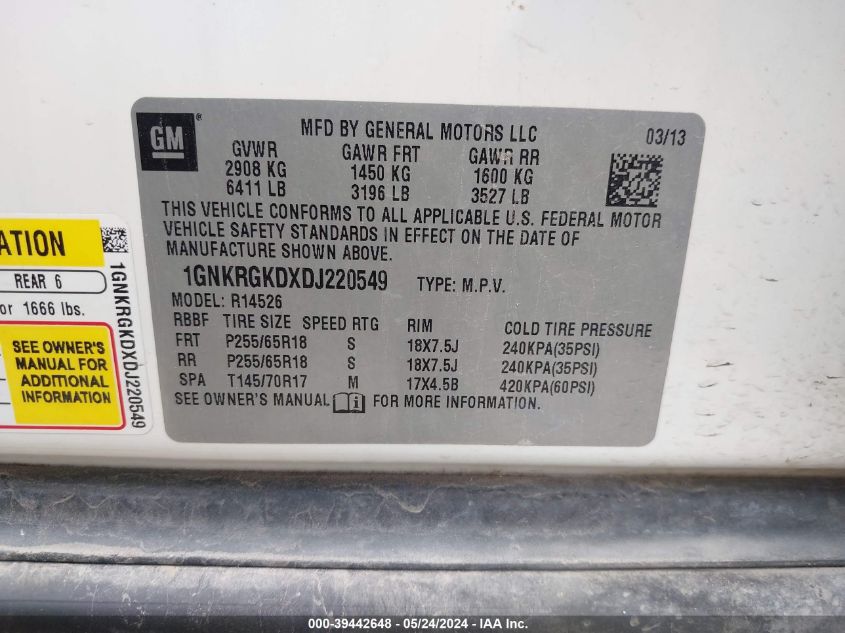 GM®
MFD BY GENERAL MOTORS LLC
03/13
GVWR GAWR FRT GAWR RR
2908 KG 1450 KG 1600 KG
6411 LB 3196 LB 3527 LB
THIS VEHICLE CONFORMS TO ALL APPLICABLE U.S. FEDERAL MOTOR
VEHICLE SAFETY STANDARDS IN EFFECT ON THE DATE OF
MANUFACTURE SHOWN ABOVE.
1GNKRGKDXDJ220549 TYPE: M.P.V.
MODEL: R14526
RBBF TIRE SIZE SPEED RTG RIM COLD TIRE PRESSURE
FRT P255/65R18 S 18X7.5J 240KPA(35PSI)
RR P255/65R18 S 18X7.5J 240KPA(35PSI)
SPA T145/70R17 M 17X4.5B 420KPA(60PSI)
SEE OWNER'S MANUAL FOR MORE INFORMATION.
ATION
REAR 6
or 1666 lbs.
SEE OWNER'S
MANUAL FOR
ADDITIONAL
INFORMATION
1GNKRGKDXDJ220549
000-39442648 - 05/24/2024 - IAA Inc.